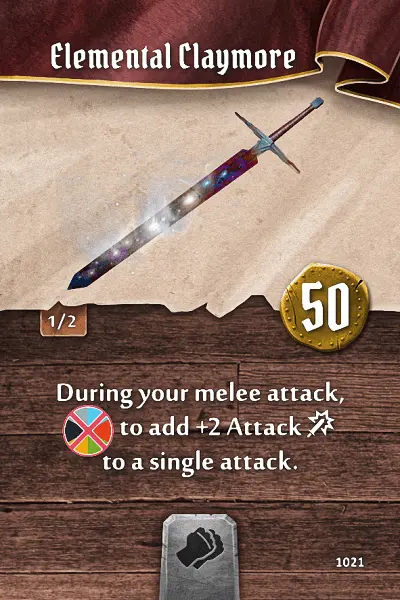 Elemental Claymore
1/2
50
During your melee attack,
to add +2 Attack
to a single attack.
1021